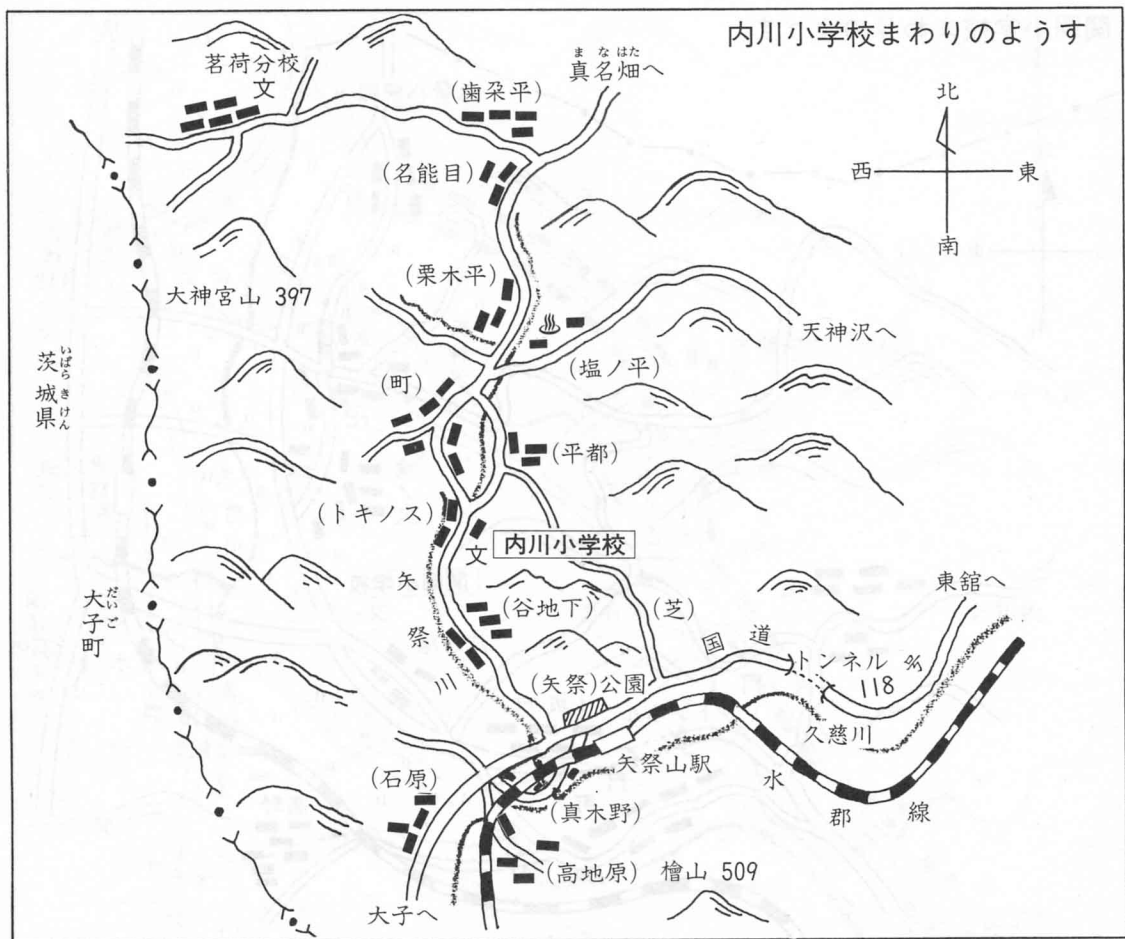 内川小学校まわりのようす
茗荷分校
文
(歯朶平)
真名畑へ
まなはた
北
西
東
南
(名能目)
(栗木平)
大神宮山 397
天神沢へ
(塩ノ平)
茨城県
いばらきけん
(町)
(平都)
(トキノス)
文
内川小学校
矢祭川
(谷地下)
(芝)
東舘へ
大子町
だいご
国道
トンネル
118
(矢祭)公園
久慈川
矢祭山駅
水郡線
(石原)
(真木野)
(高地原)
檜山 509
大子へ